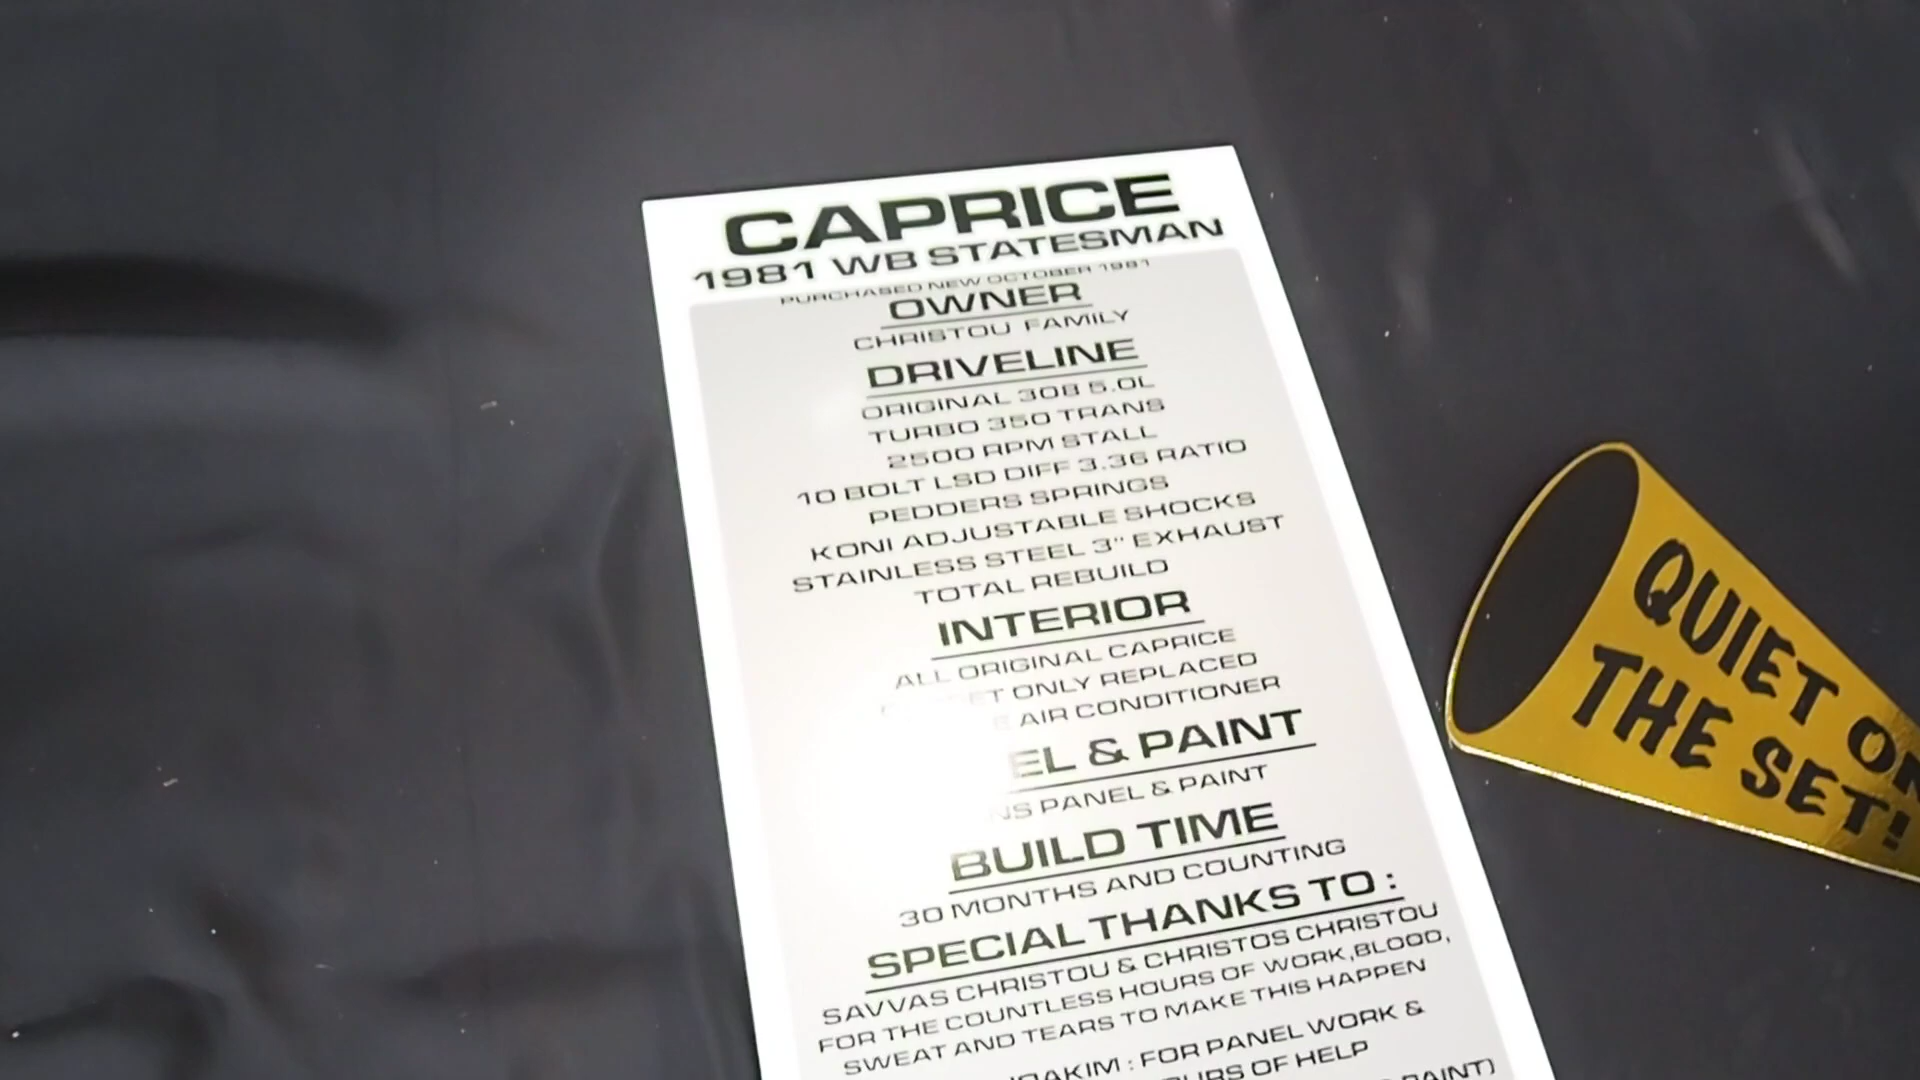 CAPRICE
1981 WB STATESMAN
PURCHASED NEW OCTOBER 1981
OWNER
CHRISTOU FAMILY
DRIVELINE
ORIGINAL 308 5.0L
TURBO 350 TRANS
2500 RPM STALL
10 BOLT LSD DIFF 3.36 RATIO
PEDDERS SPRINGS
KONI ADJUSTABLE SHOCKS
STAINLESS STEEL 3" EXHAUST
TOTAL REBUILD
INTERIOR
ALL ORIGINAL CAPRICE
ONLY REPLACED
AIR CONDITIONER
& PAINT
PANEL & PAINT
BUILD TIME
30 MONTHS AND COUNTING
SPECIAL THANKS TO :
SAVVAS CHRISTOU & CHRISTOS CHRISTOU
FOR THE COUNTLESS HOURS OF WORK, BLOOD,
SWEAT AND TEARS TO MAKE THIS HAPPEN
: FOR PANEL WORK &
OF HELP
QUIET ON
THE SET!